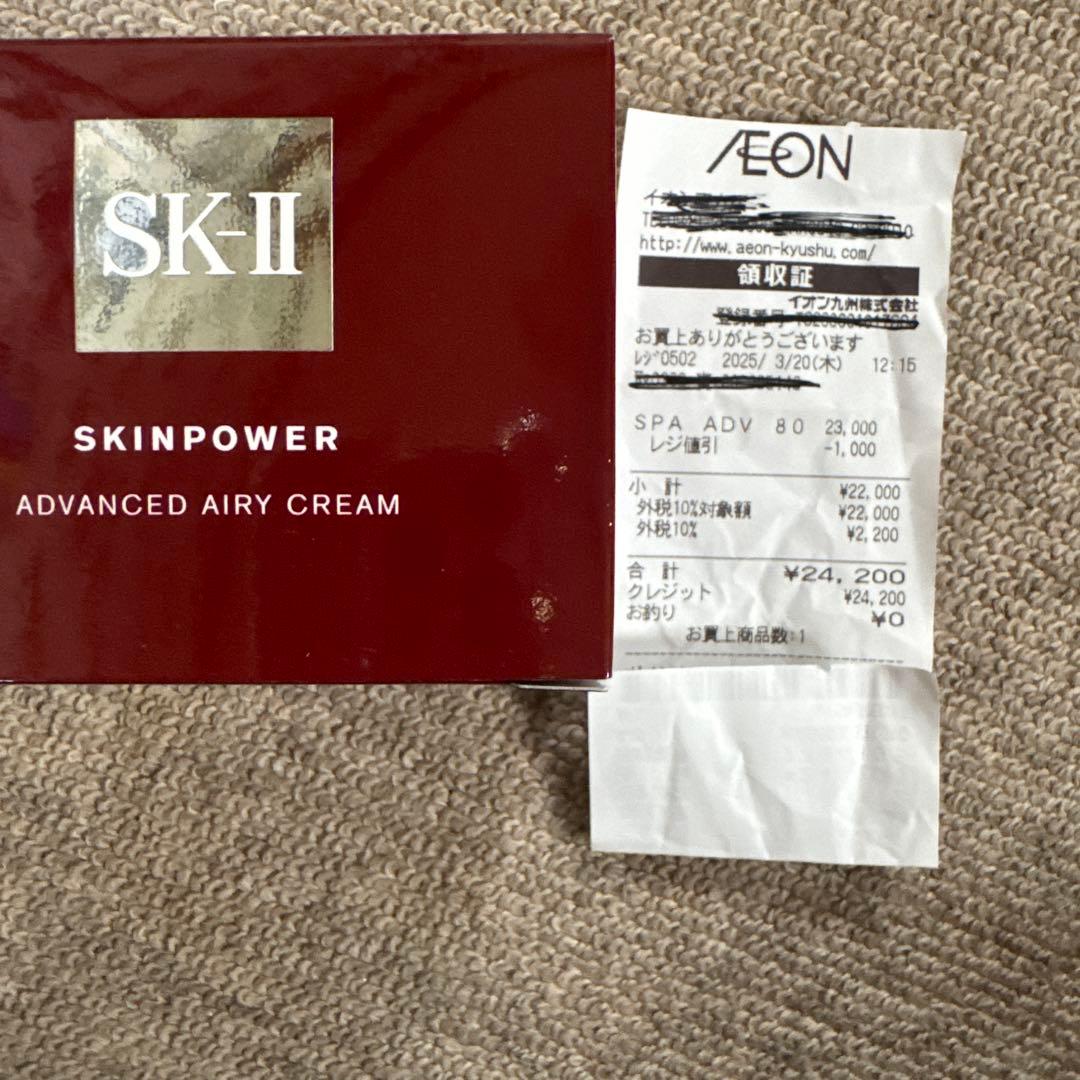 SK-II
SKINPOWER
ADVANCED AIRY CREAM
ÆON
http://www.aeon-kyushu.com/
領収証
イオン九州株式会社
登録番号
お買上ありがとうございます
レジ0502 2025/ 3/20(木) 12:15
SPA ADV 80 23,000
レジ値引 -1,000
小 計 ¥22,000
外税10%対象額 ¥22,000
外税10% ¥2,200
合 計 ¥24,200
クレジット ¥24,200
お釣り ¥0
お買上商品数:1